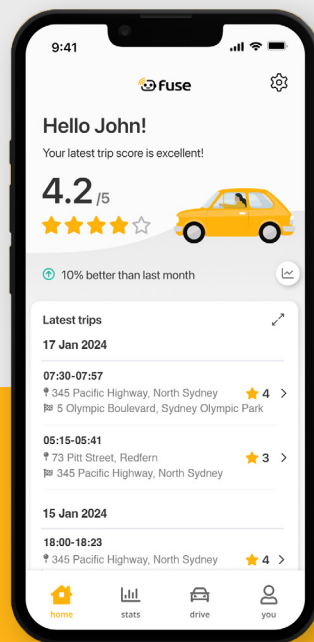 9:41
fuse
Hello John!
Your latest trip score is excellent!
4.2 /5
10% better than last month
Latest trips
17 Jan 2024
07:30-07:57
345 Pacific Highway, North Sydney 4
5 Olympic Boulevard, Sydney Olympic Park
05:15-05:41
73 Pitt Street, Redfern 3
345 Pacific Highway, North Sydney
15 Jan 2024
18:00-18:23
345 Pacific Highway, North Sydney 4
home stats drive you